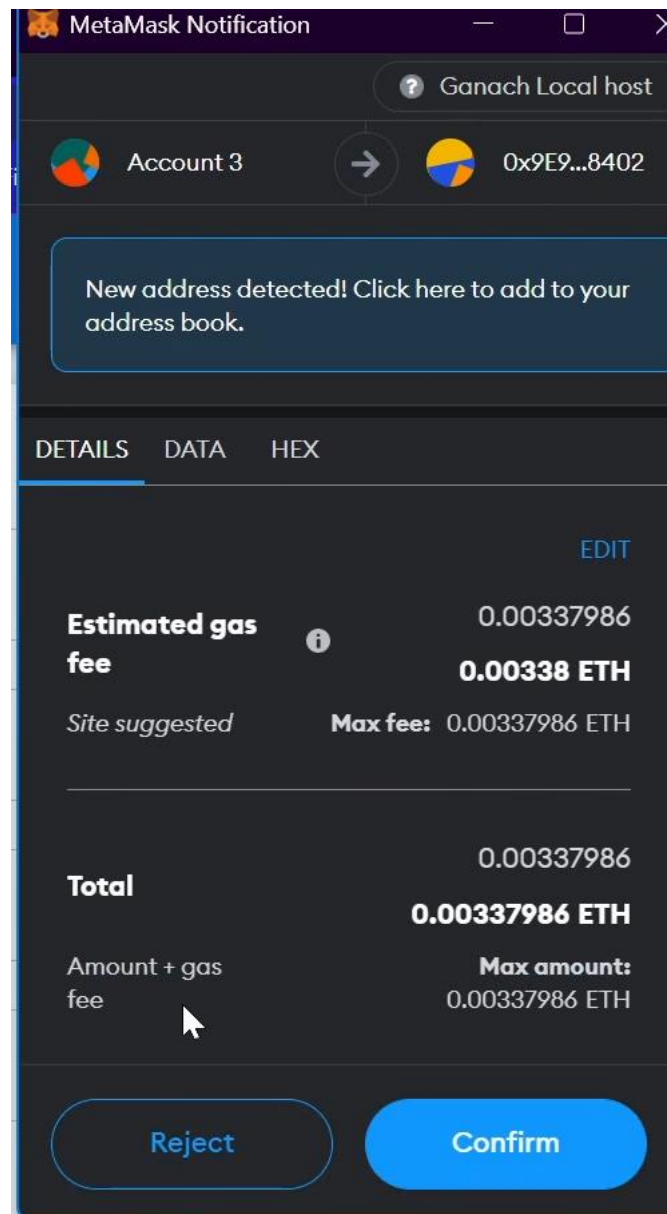 MetaMask Notification
Ganach Local host
Account 3
0x9E9...8402
New address detected! Click here to add to your
address book.
DETAILS DATA HEX
EDIT
Estimated gas
fee
0.00337986
0.00338 ETH
Site suggested
Max fee: 0.00337986 ETH
Total
0.00337986
0.00337986 ETH
Amount + gas
fee
Max amount:
0.00337986 ETH
Reject
Confirm